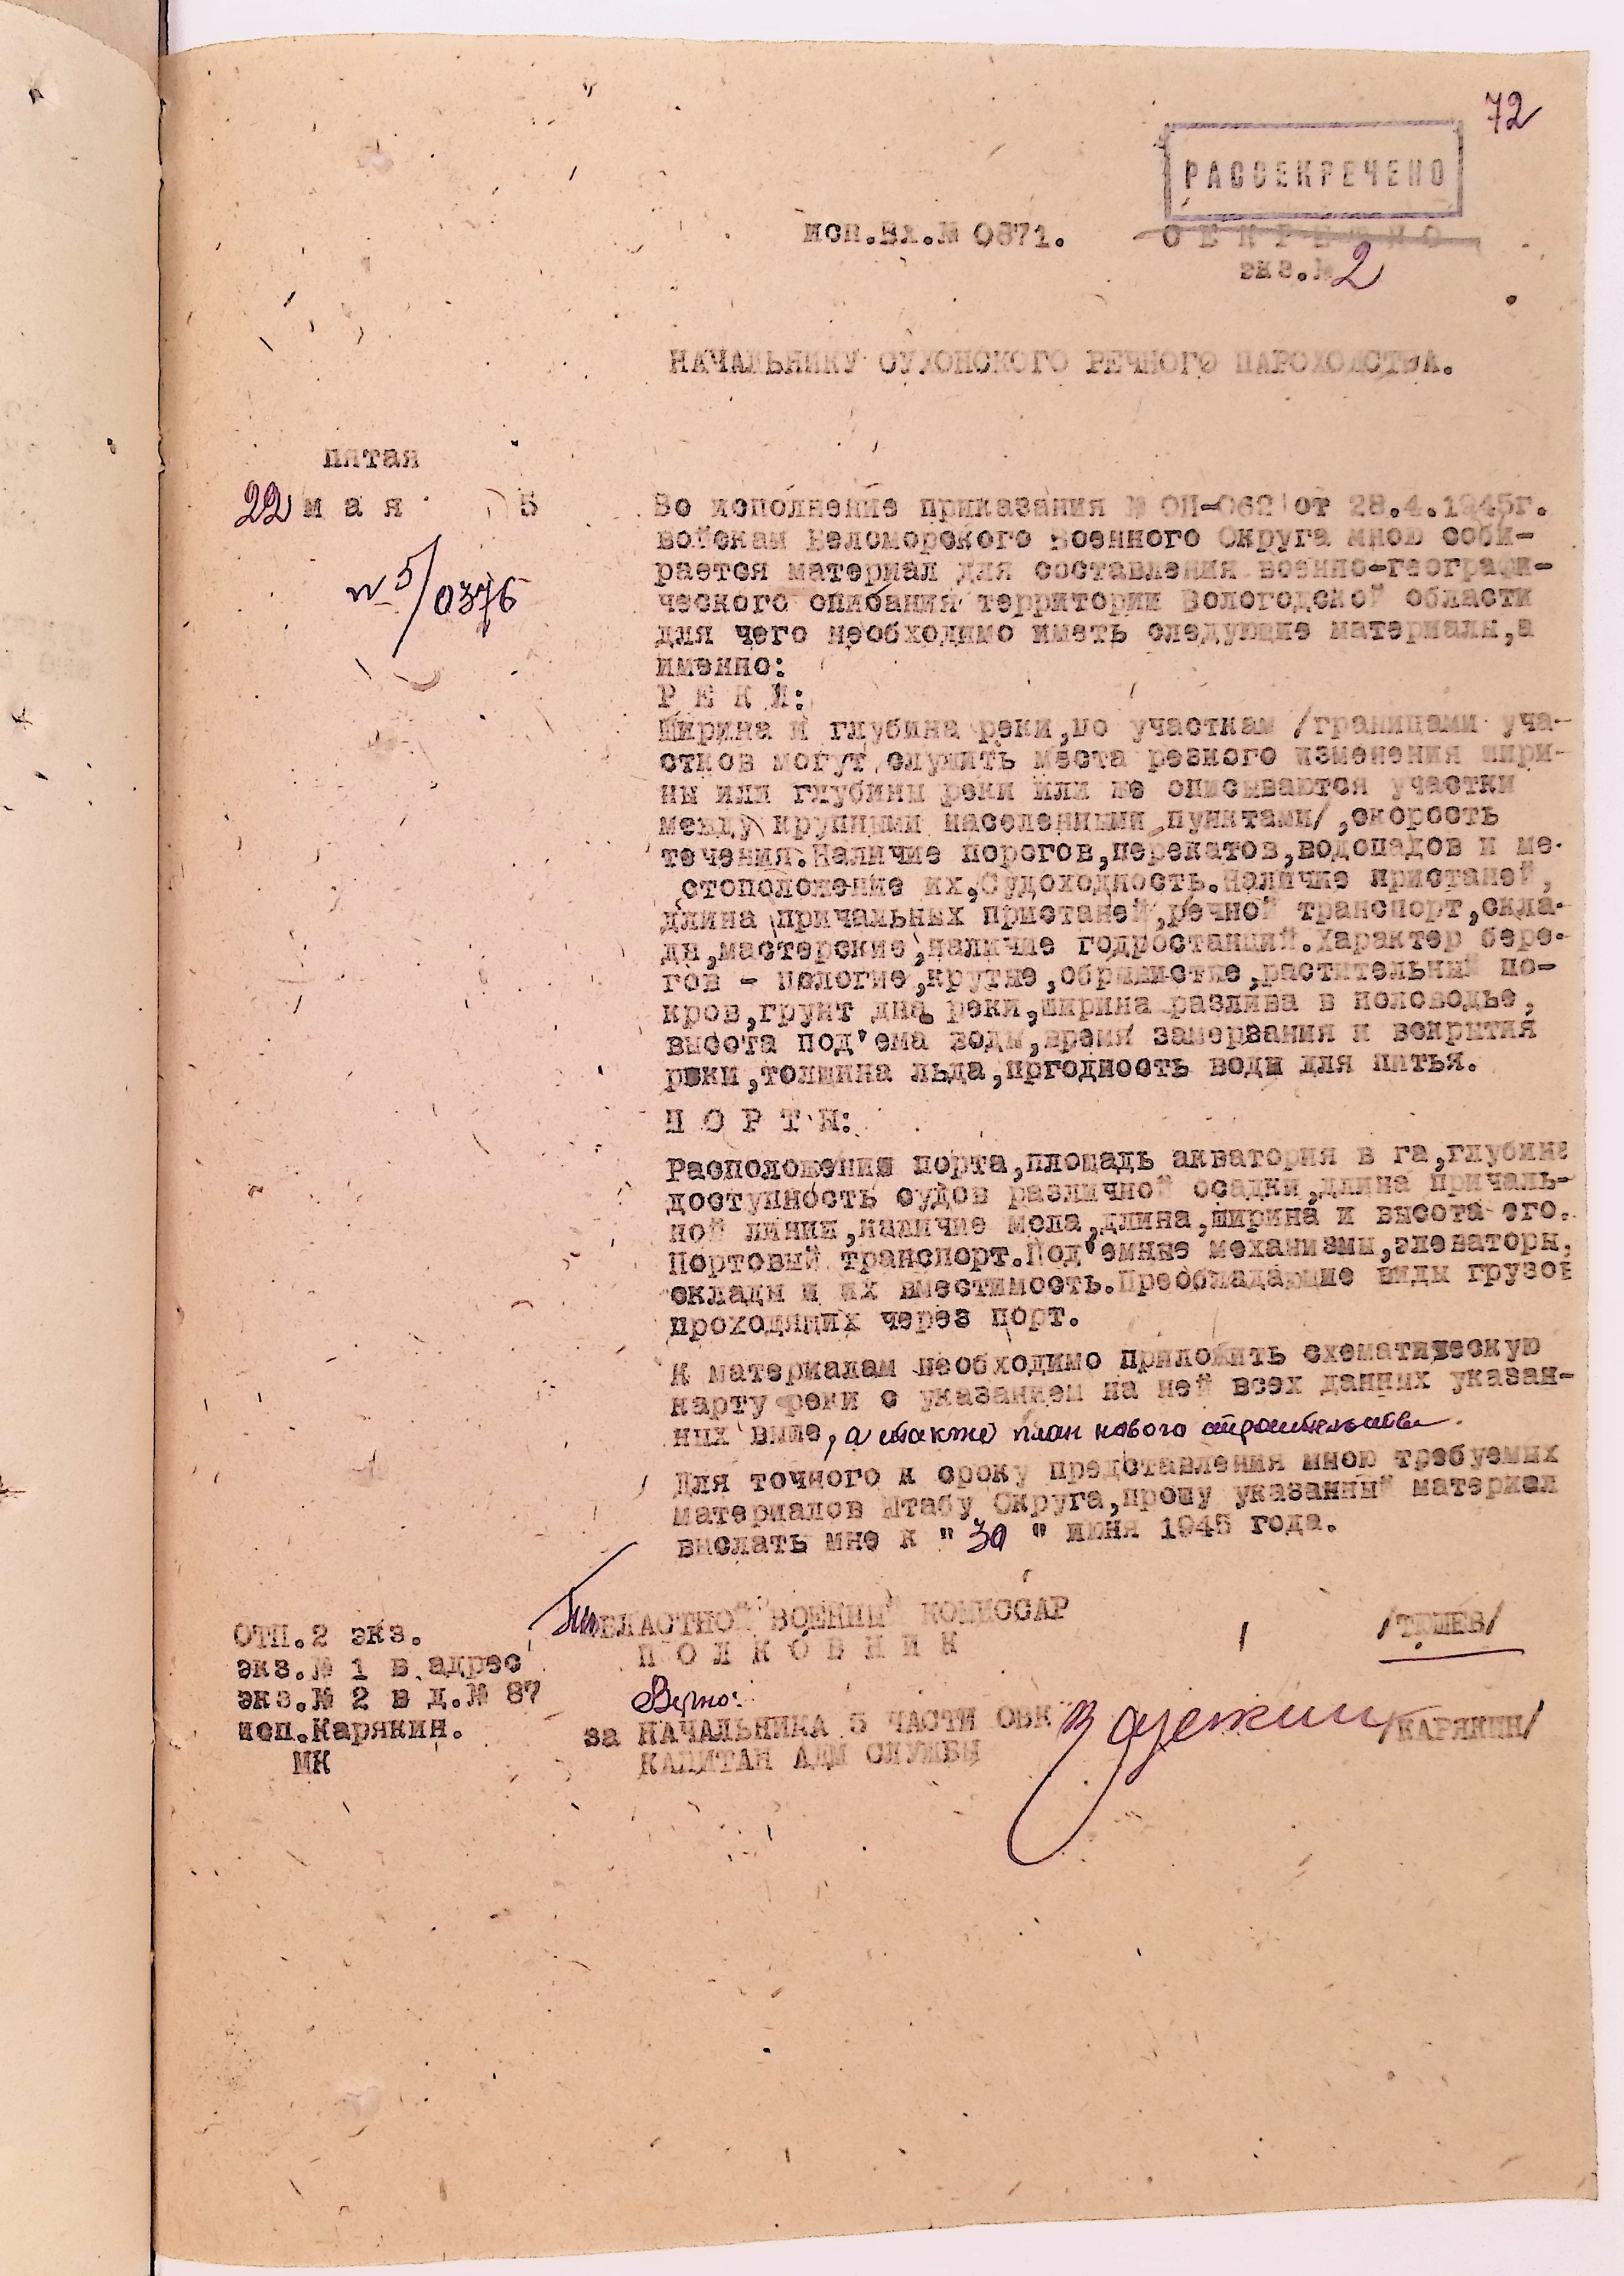 72
РАССЕКРЕЧЕНО
исп.вх.№ 0871.
СЕКРЕТНО
экз.№ 2
НАЧАЛЬНИКУ СУХОНСКОГО РЕЧНОГО ПАРОХОДСТВА.
пятая
22 м а я 5
№ 5/0376
Во исполнение приказания № ОП-062 от 28.4.1945г.
войскам Беломорского Военного Округа мною соби-
рается материал для составления военно-географи-
ческого описания территории Вологодской области
для чего необходимо иметь следующие материалы,а
именно:
Р Е К И:
Ширина и глубина реки,по участкам /границами уча-
стков могут служить места резкого изменения шири-
ны или глубины реки или же описываются участки
между крупными населенными пунктами/,скорость
течения.Наличие порогов,перекатов,водопадов и ме-
стоположение их.Судоходность.Наличие пристаней,
длина причальных пристаней,речной транспорт,скла-
ды,мастерские,наличие годростанций.Характер бере-
гов - пологие,крутые,обрывистые,растительный по-
кров,грунт дна реки,ширина разлива в половодье,
высота под'ема воды,время замерзания и вскрытия
реки,толщина льда,пргодность воды для питья.
П О Р Т Ы:
Расположения порта,площадь акватория в га,глубина
доступность судов различной осадки,длина причаль-
ной линии,наличие мола,длина,ширина и высота его.
Портовый транспорт.Под'емные механизмы,элеваторы,
склады и их вместимость.Преобладающие виды грузов
проходящих через порт.
К материалам необходимо приложить схематическую
карту реки с указанием на ней всех данных указан-
ных выше, а также план нового строительства.
Для точного к сроку представления мною требуемых
материалов Штабу Округа,прошу указанный материал
выслать мне к " 30 " июня 1945 года.
ОБЛАСТНОЙ ВОЕННЫЙ КОМИССАР
П О Л К О В Н И К /ТЮШЕВ/
ОТП.2 экз.
экз.№ 1 в адрес
экз.№ 2 в д.№ 87
исп.Карякин.
МК
Верно:
за НАЧАЛЬНИКА 5 ЧАСТИ ОВК /КАРЯКИН/
КАПИТАН АДМ СЛУЖБЫ